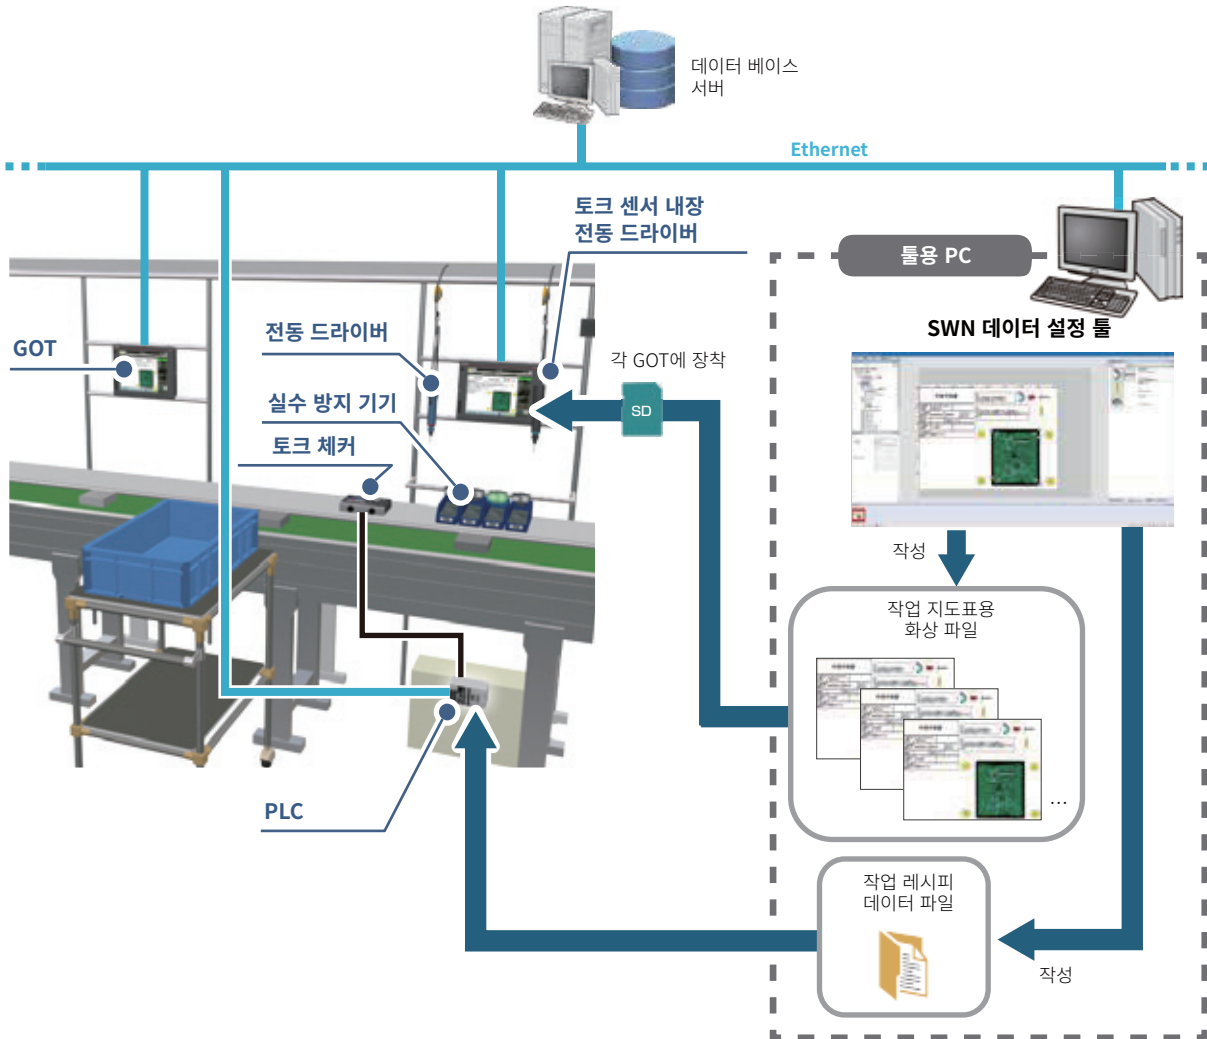 데이터 베이스
서버
Ethernet
토크 센서 내장
전동 드라이버
툴용 PC
SWN 데이터 설정 툴
GOT
전동 드라이버
각 GOT에 장착
실수 방지 기기
SD
토크 체커
작성
작업 지도표용
화상 파일
...
PLC
작업 레시피
데이터 파일
작성